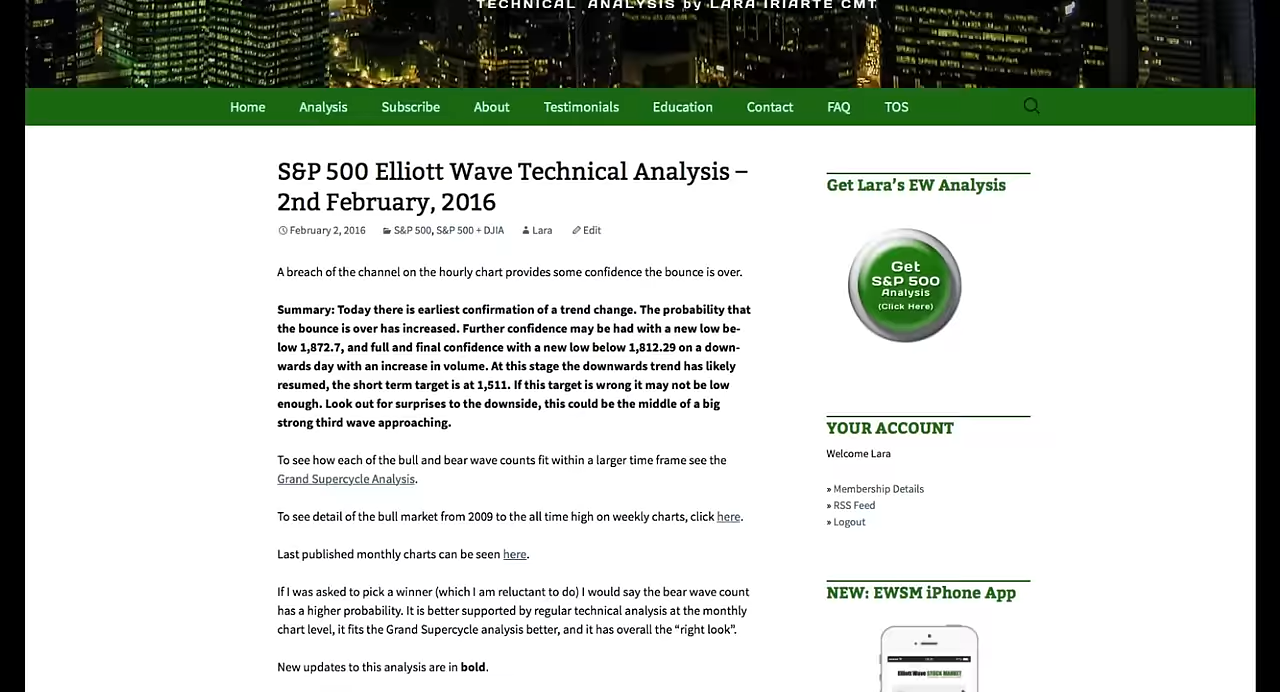 TECHNICAL ANALYSIS by LARA IRIARTE CMT
Home Analysis Subscribe About Testimonials Education Contact FAQ TOS
S&P 500 Elliott Wave Technical Analysis –
2nd February, 2016
February 2, 2016 S&P 500, S&P 500 + DJIA Lara Edit
A breach of the channel on the hourly chart provides some confidence the bounce is over.
Summary: Today there is earliest confirmation of a trend change. The probability that
the bounce is over has increased. Further confidence may be had with a new low be-
low 1,872.7, and full and final confidence with a new low below 1,812.29 on a down-
wards day with an increase in volume. At this stage the downwards trend has likely
resumed, the short term target is at 1,511. If this target is wrong it may not be low
enough. Look out for surprises to the downside, this could be the middle of a big
strong third wave approaching.
To see how each of the bull and bear wave counts fit within a larger time frame see the
Grand Supercycle Analysis.
To see detail of the bull market from 2009 to the all time high on weekly charts, click here.
Last published monthly charts can be seen here.
If I was asked to pick a winner (which I am reluctant to do) I would say the bear wave count
has a higher probability. It is better supported by regular technical analysis at the monthly
chart level, it fits the Grand Supercycle analysis better, and it has overall the “right look”.
New updates to this analysis are in bold.
Get Lara’s EW Analysis
Get
S&P 500
Analysis
(Click Here)
YOUR ACCOUNT
Welcome Lara
» Membership Details
» RSS Feed
» Logout
NEW: EWSM iPhone App
Elliott Wave STOCK MARKET